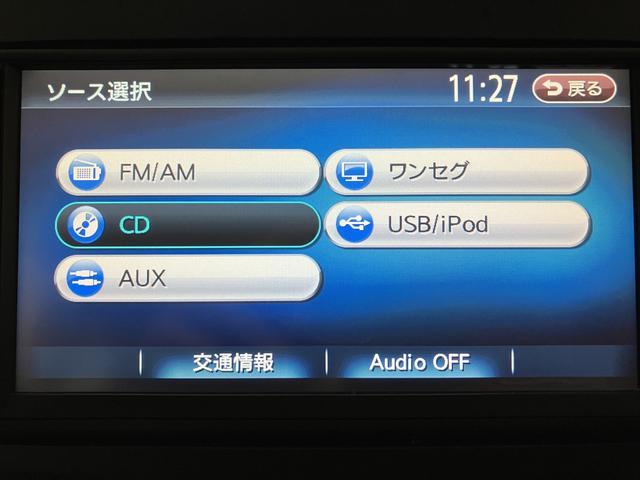 ソース選択
11:27
戻る
FM/AM
ワンセグ
CD
USB/iPod
AUX
交通情報
Audio OFF